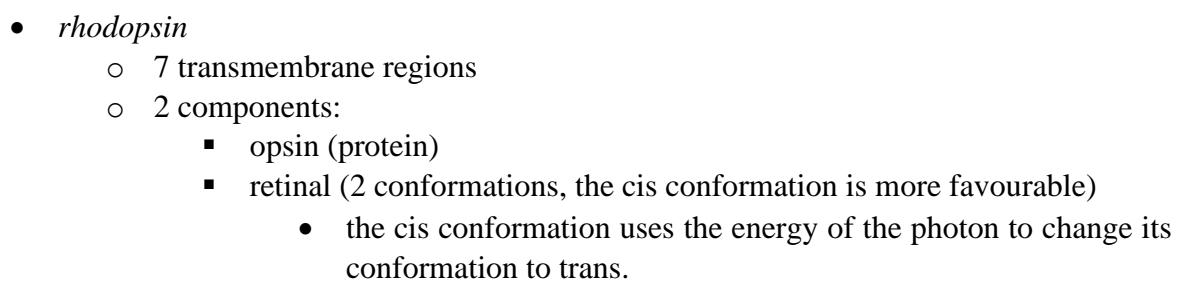 • rhodopsin
o 7 transmembrane regions
o 2 components:
▪ opsin (protein)
▪ retinal (2 conformations, the cis conformation is more favourable)
• the cis conformation uses the energy of the photon to change its
conformation to trans.